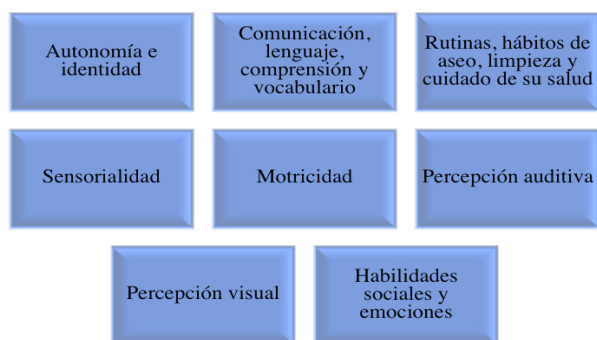 Autonomía e
identidad
Comunicación,
lenguaje,
comprensión y
vocabulario
Rutinas, hábitos de
aseo, limpieza y
cuidado de su salud
Sensorialidad
Motricidad
Percepción auditiva
Percepción visual
Habilidades
sociales y
emociones